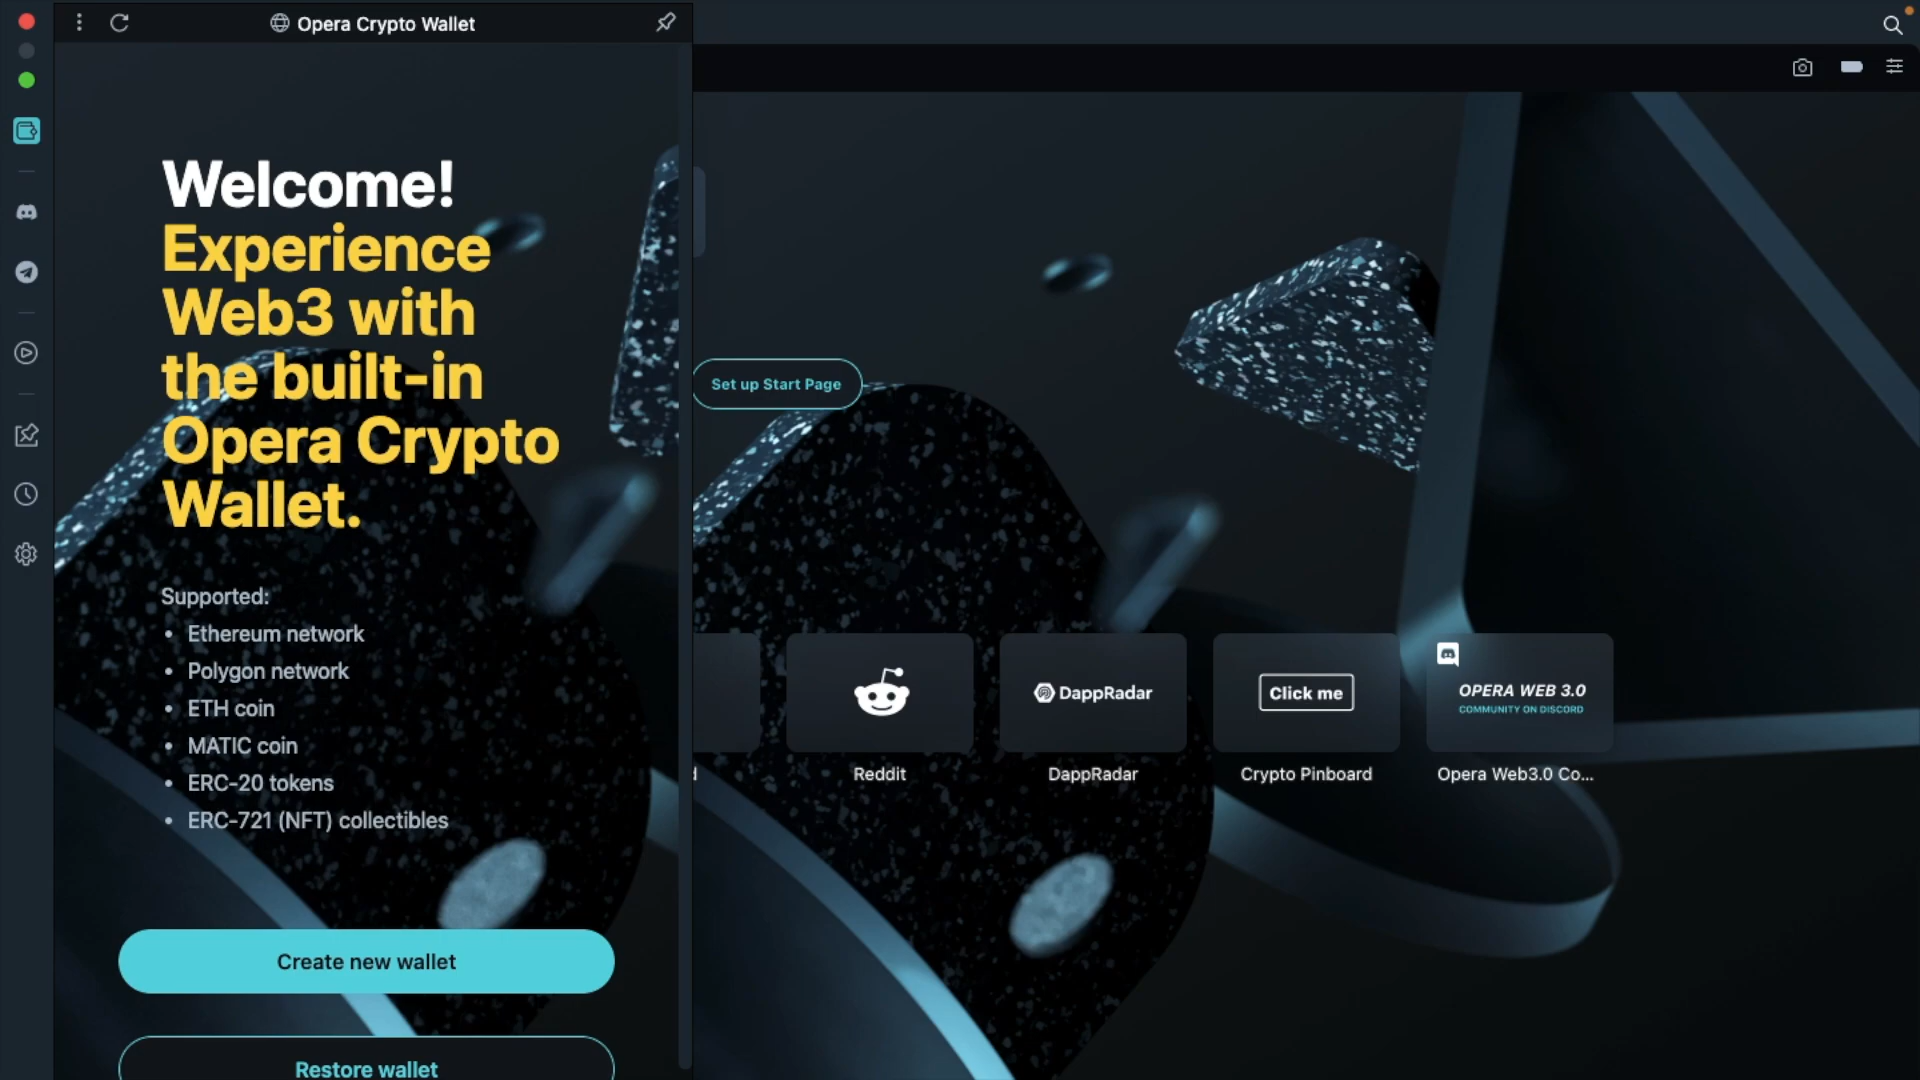 Opera Crypto Wallet
Welcome!
Experience
Web3 with
the built-in
Opera Crypto
Wallet.
Supported:
• Ethereum network
• Polygon network
• ETH coin
• MATIC coin
• ERC-20 tokens
• ERC-721 (NFT) collectibles
Create new wallet
Restore wallet
Set up Start Page
Reddit
DappRadar
DappRadar
Click me
Crypto Pinboard
OPERA WEB 3.0
COMMUNITY ON DISCORD
Opera Web3.0 Co...